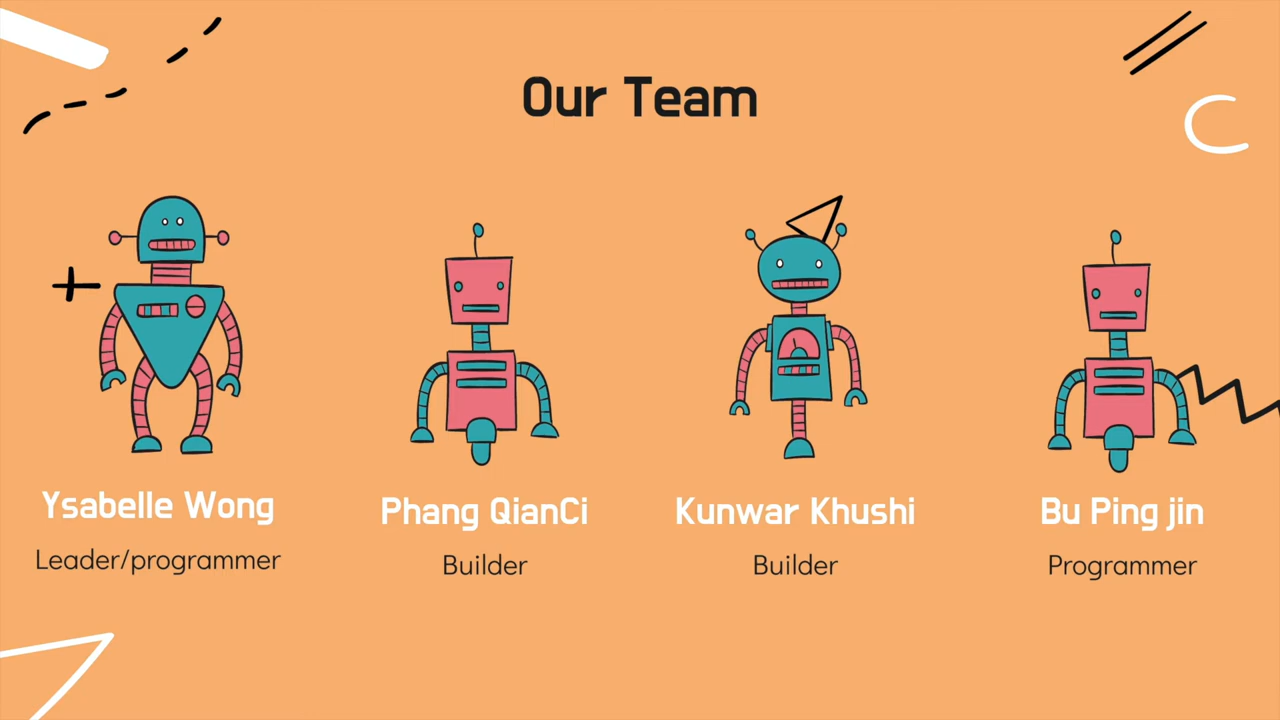 Our Team
Ysabelle Wong
Phang QianCi
Kunwar Khushi
Bu Ping jin
Leader/programmer
Builder
Builder
Programmer